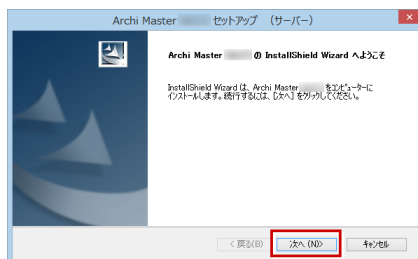 Archi Master セットアップ (サーバー)
Archi Master の InstallShield Wizard へようこそ
InstallShield Wizard は、Archi Master をコンピューターに
インストールします。続行するには、[次へ] をクリックしてください。
< 戻る(B)
次へ (N)>
キャンセル